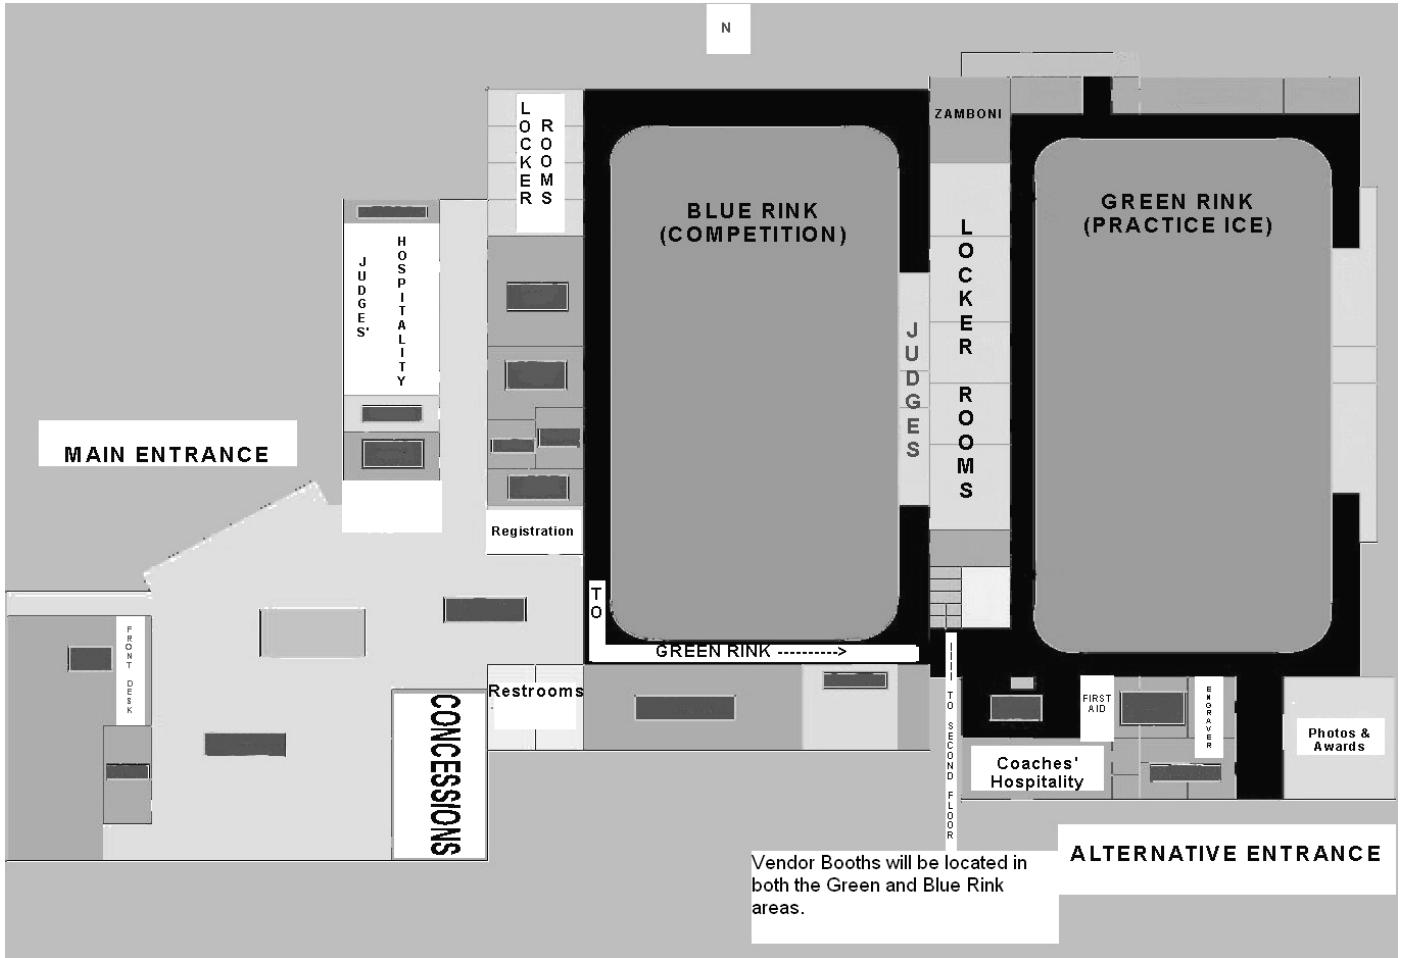 N
ZAMBONI
LOCKER
ROOMS
BLUE RINK
(COMPETITION)
GREEN RINK
(PRACTICE ICE)
LOCKER ROOMS
JUDGES'
HOSPITALITY
JUDGES
MAIN ENTRANCE
Registration
TO
GREEN RINK ---------->
FRONT DESK
Restrooms
CONCESSIONS
IIII TO SECOND FLOOR
FIRST
AID
ENGRAVER
Photos &
Awards
Coaches'
Hospitality
ALTERNATIVE ENTRANCE
Vendor Booths will be located in
both the Green and Blue Rink
areas.